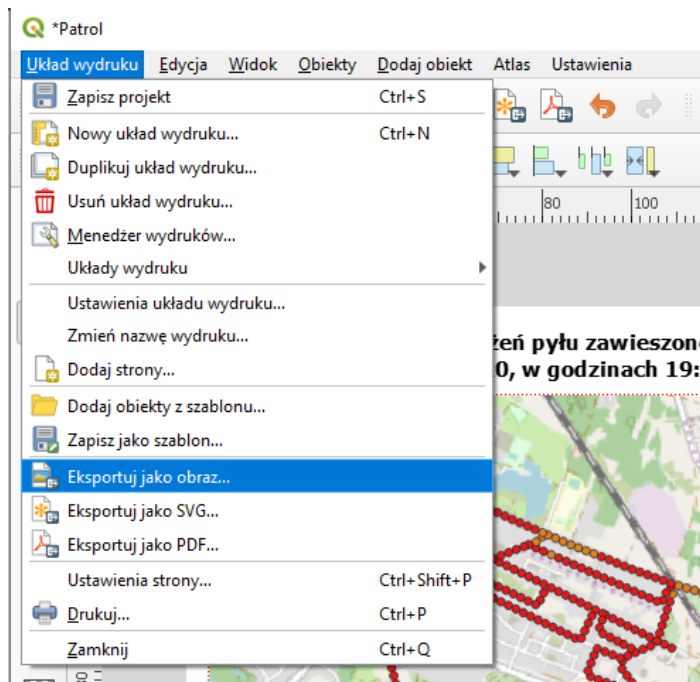 *Patrol
Układ wydruku Edycja Widok Obiekty Dodaj obiekt Atlas Ustawienia
Zapisz projekt Ctrl+S
Nowy układ wydruku... Ctrl+N
Duplikuj układ wydruku...
Usuń układ wydruku...
Menedżer wydruków...
Układy wydruku
Ustawienia układu wydruku...
Zmień nazwę wydruku...
Dodaj strony...
Dodaj obiekty z szablonu...
Zapisz jako szablon...
Eksportuj jako obraz...
Eksportuj jako SVG...
Eksportuj jako PDF...
Ustawienia strony... Ctrl+Shift+P
Drukuj... Ctrl+P
Zamknij Ctrl+Q
80 100
żeń pyłu zawieszon
0, w godzinach 19: